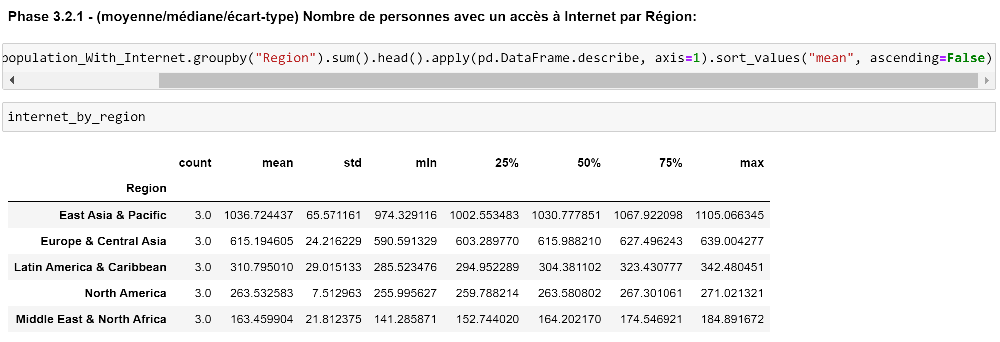 Phase 3.2.1 - (moyenne/médiane/écart-type) Nombre de personnes avec un accès à Internet par Région:
population_With_Internet.groupby("Region").sum().head().apply(pd.DataFrame.describe, axis=1).sort_values("mean", ascending=False)
internet_by_region
count mean std min 25% 50% 75% max
Region
East Asia & Pacific 3.0 1036.724437 65.571161 974.329116 1002.553483 1030.777851 1067.922098 1105.066345
Europe & Central Asia 3.0 615.194605 24.216229 590.591329 603.289770 615.988210 627.496243 639.004277
Latin America & Caribbean 3.0 310.795010 29.015133 285.523476 294.952289 304.381102 323.430777 342.480451
North America 3.0 263.532583 7.512963 255.995627 259.788214 263.580802 267.301061 271.021321
Middle East & North Africa 3.0 163.459904 21.812375 141.285871 152.744020 164.202170 174.546921 184.891672